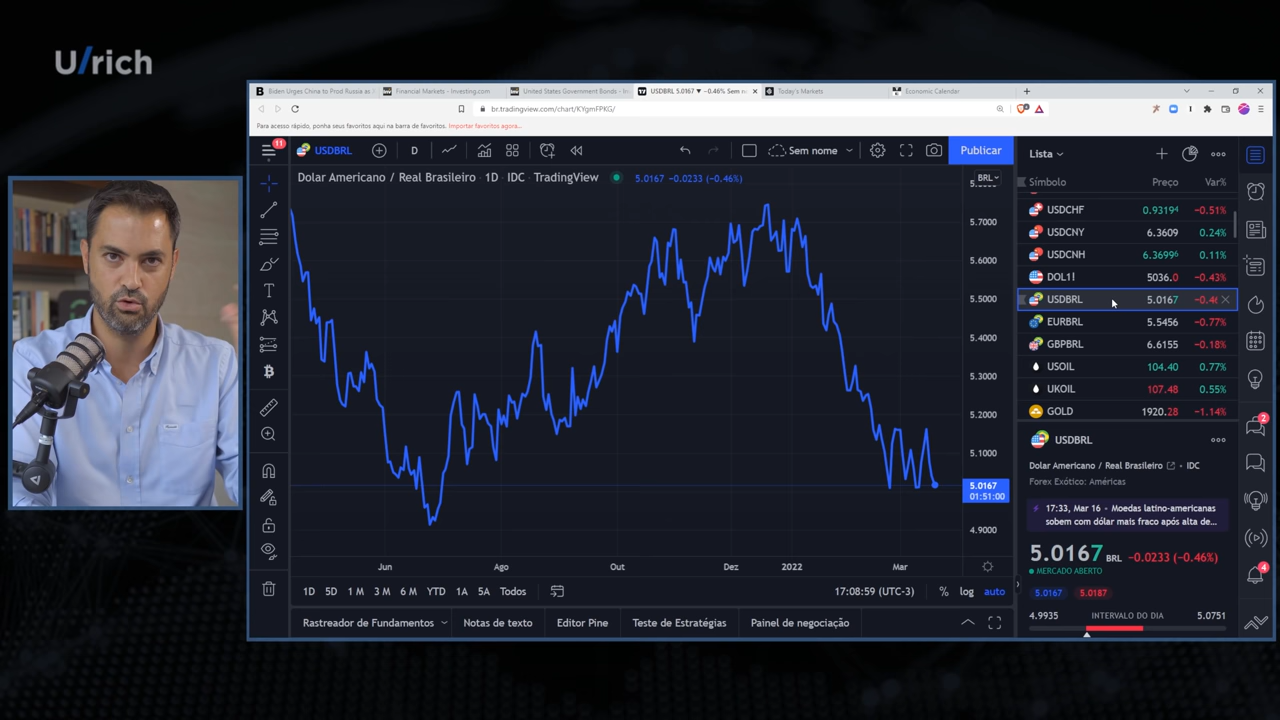 U/rich
Biden Urges China to Prod Russia as
Financial Markets - Investing.com
United States Government Bonds - In
USDBRL 5.0167 ▼ −0.46% Sem n
Today's Markets
Economic Calendar
br.tradingview.com/chart/KYgmFPKG/
Para acesso rápido, ponha seus favoritos aqui na barra de favoritos. Importar favoritos agora...
11
USDBRL
D
Sem nome
Publicar
Dolar Americano / Real Brasileiro · 1D · IDC · TradingView
5.0167 −0.0233 (−0.46%)
BRL
5.7000
5.6000
5.5000
5.4000
5.3000
5.2000
5.1000
5.0167
01:51:00
4.9000
Jun
Ago
Out
Dez
2022
Mar
1D 5D 1 M 3 M 6 M YTD 1A 5A Todos
17:08:59 (UTC-3)
% log auto
Rastreador de Fundamentos
Notas de texto
Editor Pine
Teste de Estratégias
Painel de negociação
Lista
Símbolo Preço Var%
USDCHF 0.93194 −0.51%
USDCNY 6.3609 0.24%
USDCNH 6.36996 0.11%
DOL1! 5036.0 −0.43%
USDBRL 5.0167 −0.46
EURBRL 5.5456 −0.77%
GBPBRL 6.6155 −0.18%
USOIL 104.40 0.77%
UKOIL 107.48 0.55%
GOLD 1920.28 −1.14%
USDBRL
Dolar Americano / Real Brasileiro • IDC
Forex Exótico: Américas
17:33, Mar 16 • Moedas latino-americanas
sobem com dólar mais fraco após alta de...
5.0167 BRL −0.0233 (−0.46%)
MERCADO ABERTO
5.0167 5.0187
4.9935 INTERVALO DO DIA 5.0751
2
4